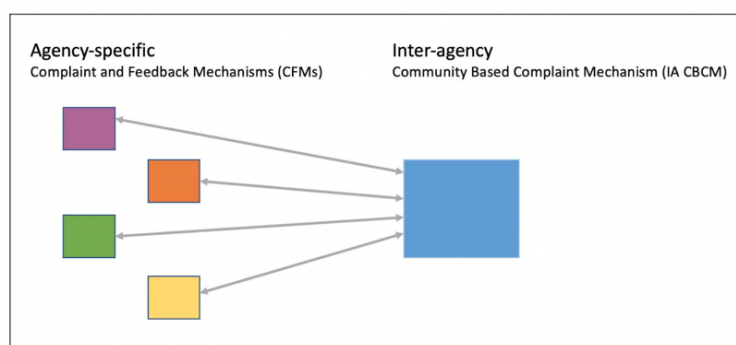 Agency-specific
Complaint and Feedback Mechanisms (CFMs)
Inter-agency
Community Based Complaint Mechanism (IA CBCM)